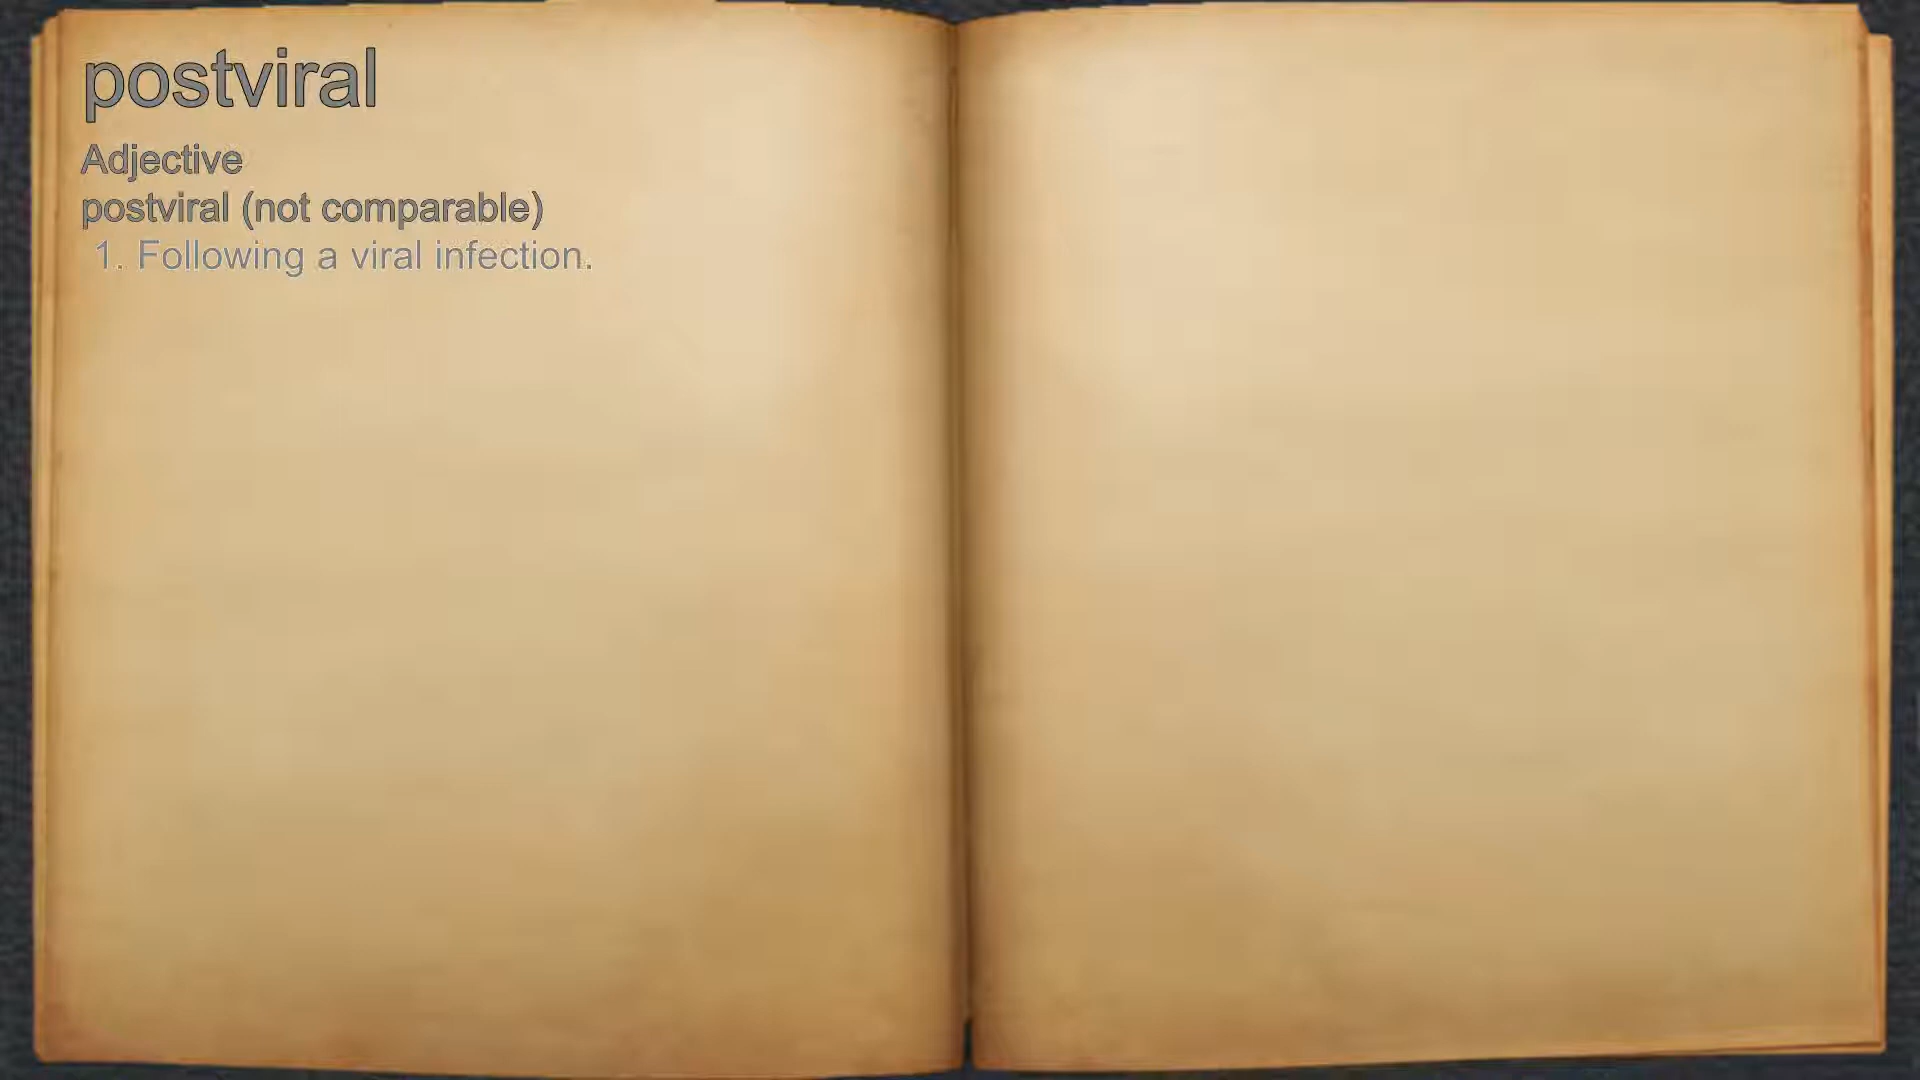 postviral
Adjective
postviral (not comparable)
1. Following a viral infection.